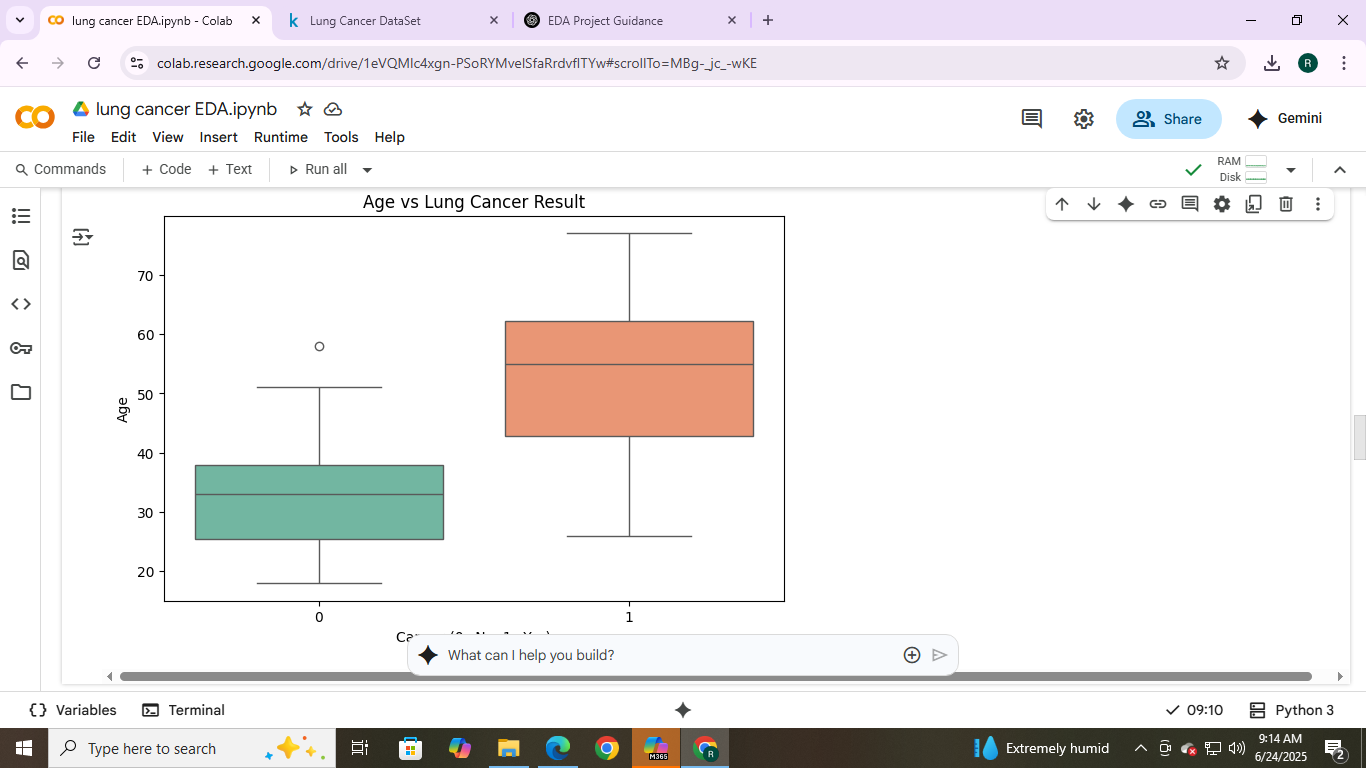 lung cancer EDA.ipynb - Colab
Lung Cancer DataSet
EDA Project Guidance
colab.research.google.com/drive/1eVQMIc4xgn-PSoRYMvelSfaRrdvflTYw#scrollTo=MBg-_jc_-wKE
R
lung cancer EDA.ipynb
File Edit View Insert Runtime Tools Help
Share
Gemini
Commands
+ Code
+ Text
Run all
RAM
Disk
Age vs Lung Cancer Result
70
60
50
40
30
20
Age
0
1
What can I help you build?
Variables
Terminal
09:10
Python 3
Type here to search
M365
R
Extremely humid
9:14 AM
6/24/2025
2